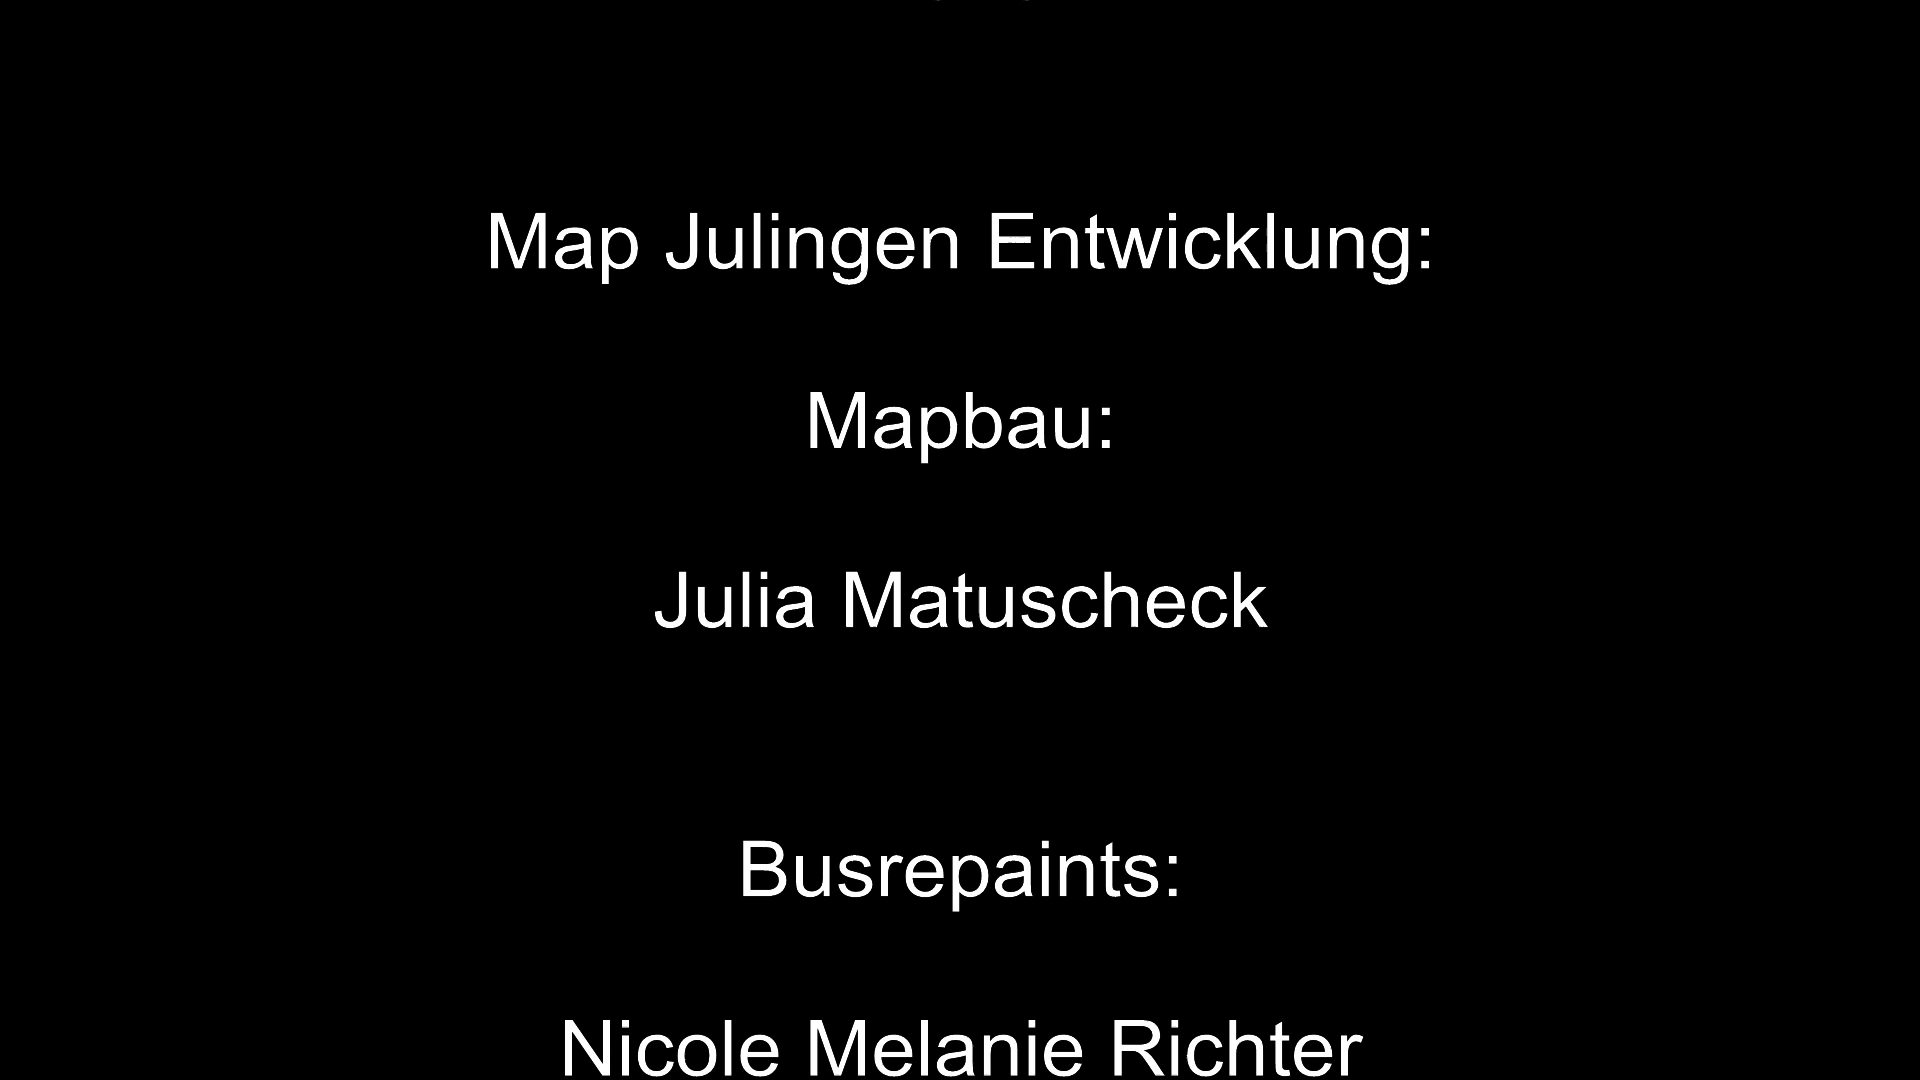 Map Julingen Entwicklung:
Mapbau:
Julia Matuscheck
Busrepaints:
Nicole Melanie Richter